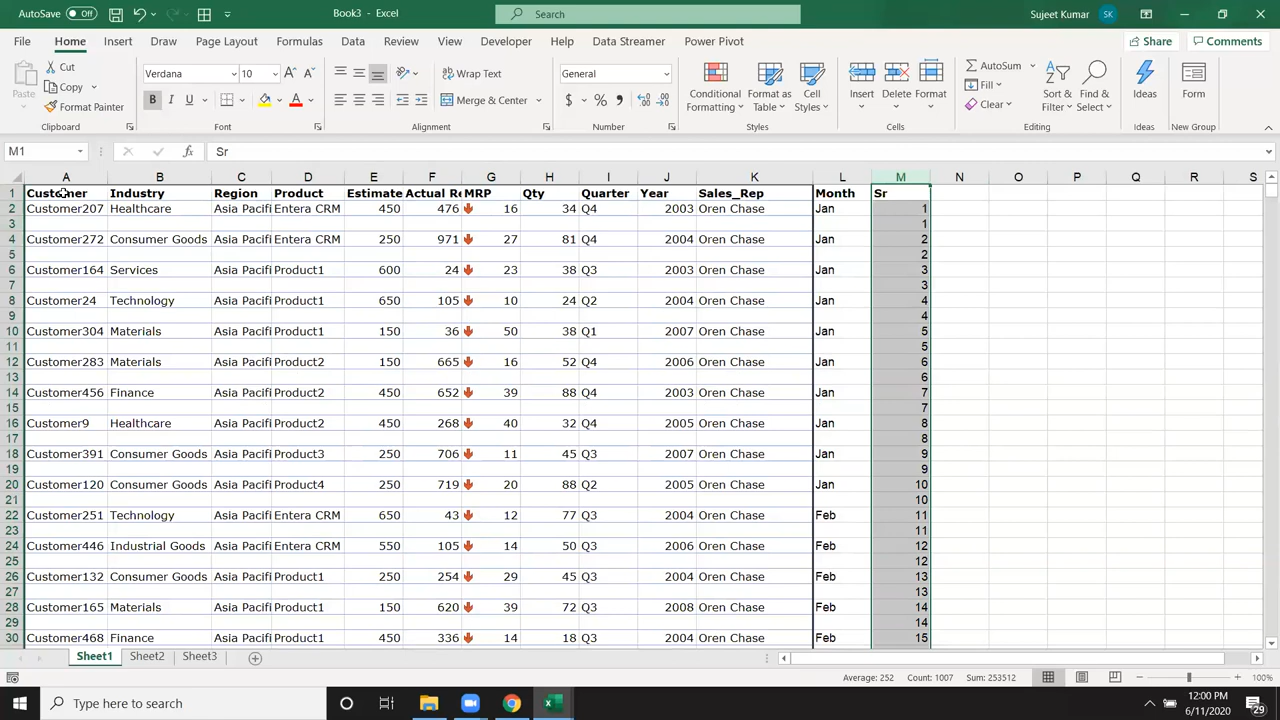 AutoSave Off Book3 - Excel Search Sujeet Kumar SK
File Home Insert Draw Page Layout Formulas Data Review View Developer Help Data Streamer Power Pivot Share Comments
Cut Verdana 10 Wrap Text General AutoSum
Paste Copy Fill
Format Painter Merge & Center Clear
Conditional Formatting Format as Table Cell Styles Insert Delete Format Sort & Filter Find & Select Ideas Form
Clipboard Font Alignment Number Styles Cells Editing Ideas Form
M1 Sr
A B C D E F G H I J K L M N O P Q R S
1 Customer Industry Region Product Estimate Actual Re MRP Qty Quarter Year Sales_Rep Month Sr
2 Customer207 Healthcare Asia Pacifi Entera CRM 450 476 16 34 Q4 2003 Oren Chase Jan 1
3 1
4 Customer272 Consumer Goods Asia Pacifi Entera CRM 250 971 27 81 Q4 2004 Oren Chase Jan 2
5 2
6 Customer164 Services Asia Pacifi Product1 600 24 23 38 Q3 2003 Oren Chase Jan 3
7 3
8 Customer24 Technology Asia Pacifi Product1 650 105 10 24 Q2 2004 Oren Chase Jan 4
9 4
10 Customer304 Materials Asia Pacifi Product1 150 36 50 38 Q1 2007 Oren Chase Jan 5
11 5
12 Customer283 Materials Asia Pacifi Product2 150 665 16 52 Q4 2006 Oren Chase Jan 6
13 6
14 Customer456 Finance Asia Pacifi Product2 450 652 39 88 Q4 2003 Oren Chase Jan 7
15 7
16 Customer9 Healthcare Asia Pacifi Product2 450 268 40 32 Q4 2005 Oren Chase Jan 8
17 8
18 Customer391 Consumer Goods Asia Pacifi Product3 250 706 11 45 Q3 2007 Oren Chase Jan 9
19 9
20 Customer120 Consumer Goods Asia Pacifi Product4 250 719 20 88 Q2 2005 Oren Chase Jan 10
21 10
22 Customer251 Technology Asia Pacifi Entera CRM 650 43 12 77 Q3 2004 Oren Chase Feb 11
23 11
24 Customer446 Industrial Goods Asia Pacifi Entera CRM 550 105 14 50 Q3 2006 Oren Chase Feb 12
25 12
26 Customer132 Consumer Goods Asia Pacifi Product1 250 254 29 45 Q3 2004 Oren Chase Feb 13
27 13
28 Customer165 Materials Asia Pacifi Product1 150 620 39 72 Q3 2008 Oren Chase Feb 14
29 14
30 Customer468 Finance Asia Pacifi Product1 450 336 14 18 Q3 2004 Oren Chase Feb 15
Sheet1 Sheet2 Sheet3
Average: 252 Count: 1007 Sum: 253512 100%
Type here to search 12:00 PM
6/11/2020 29